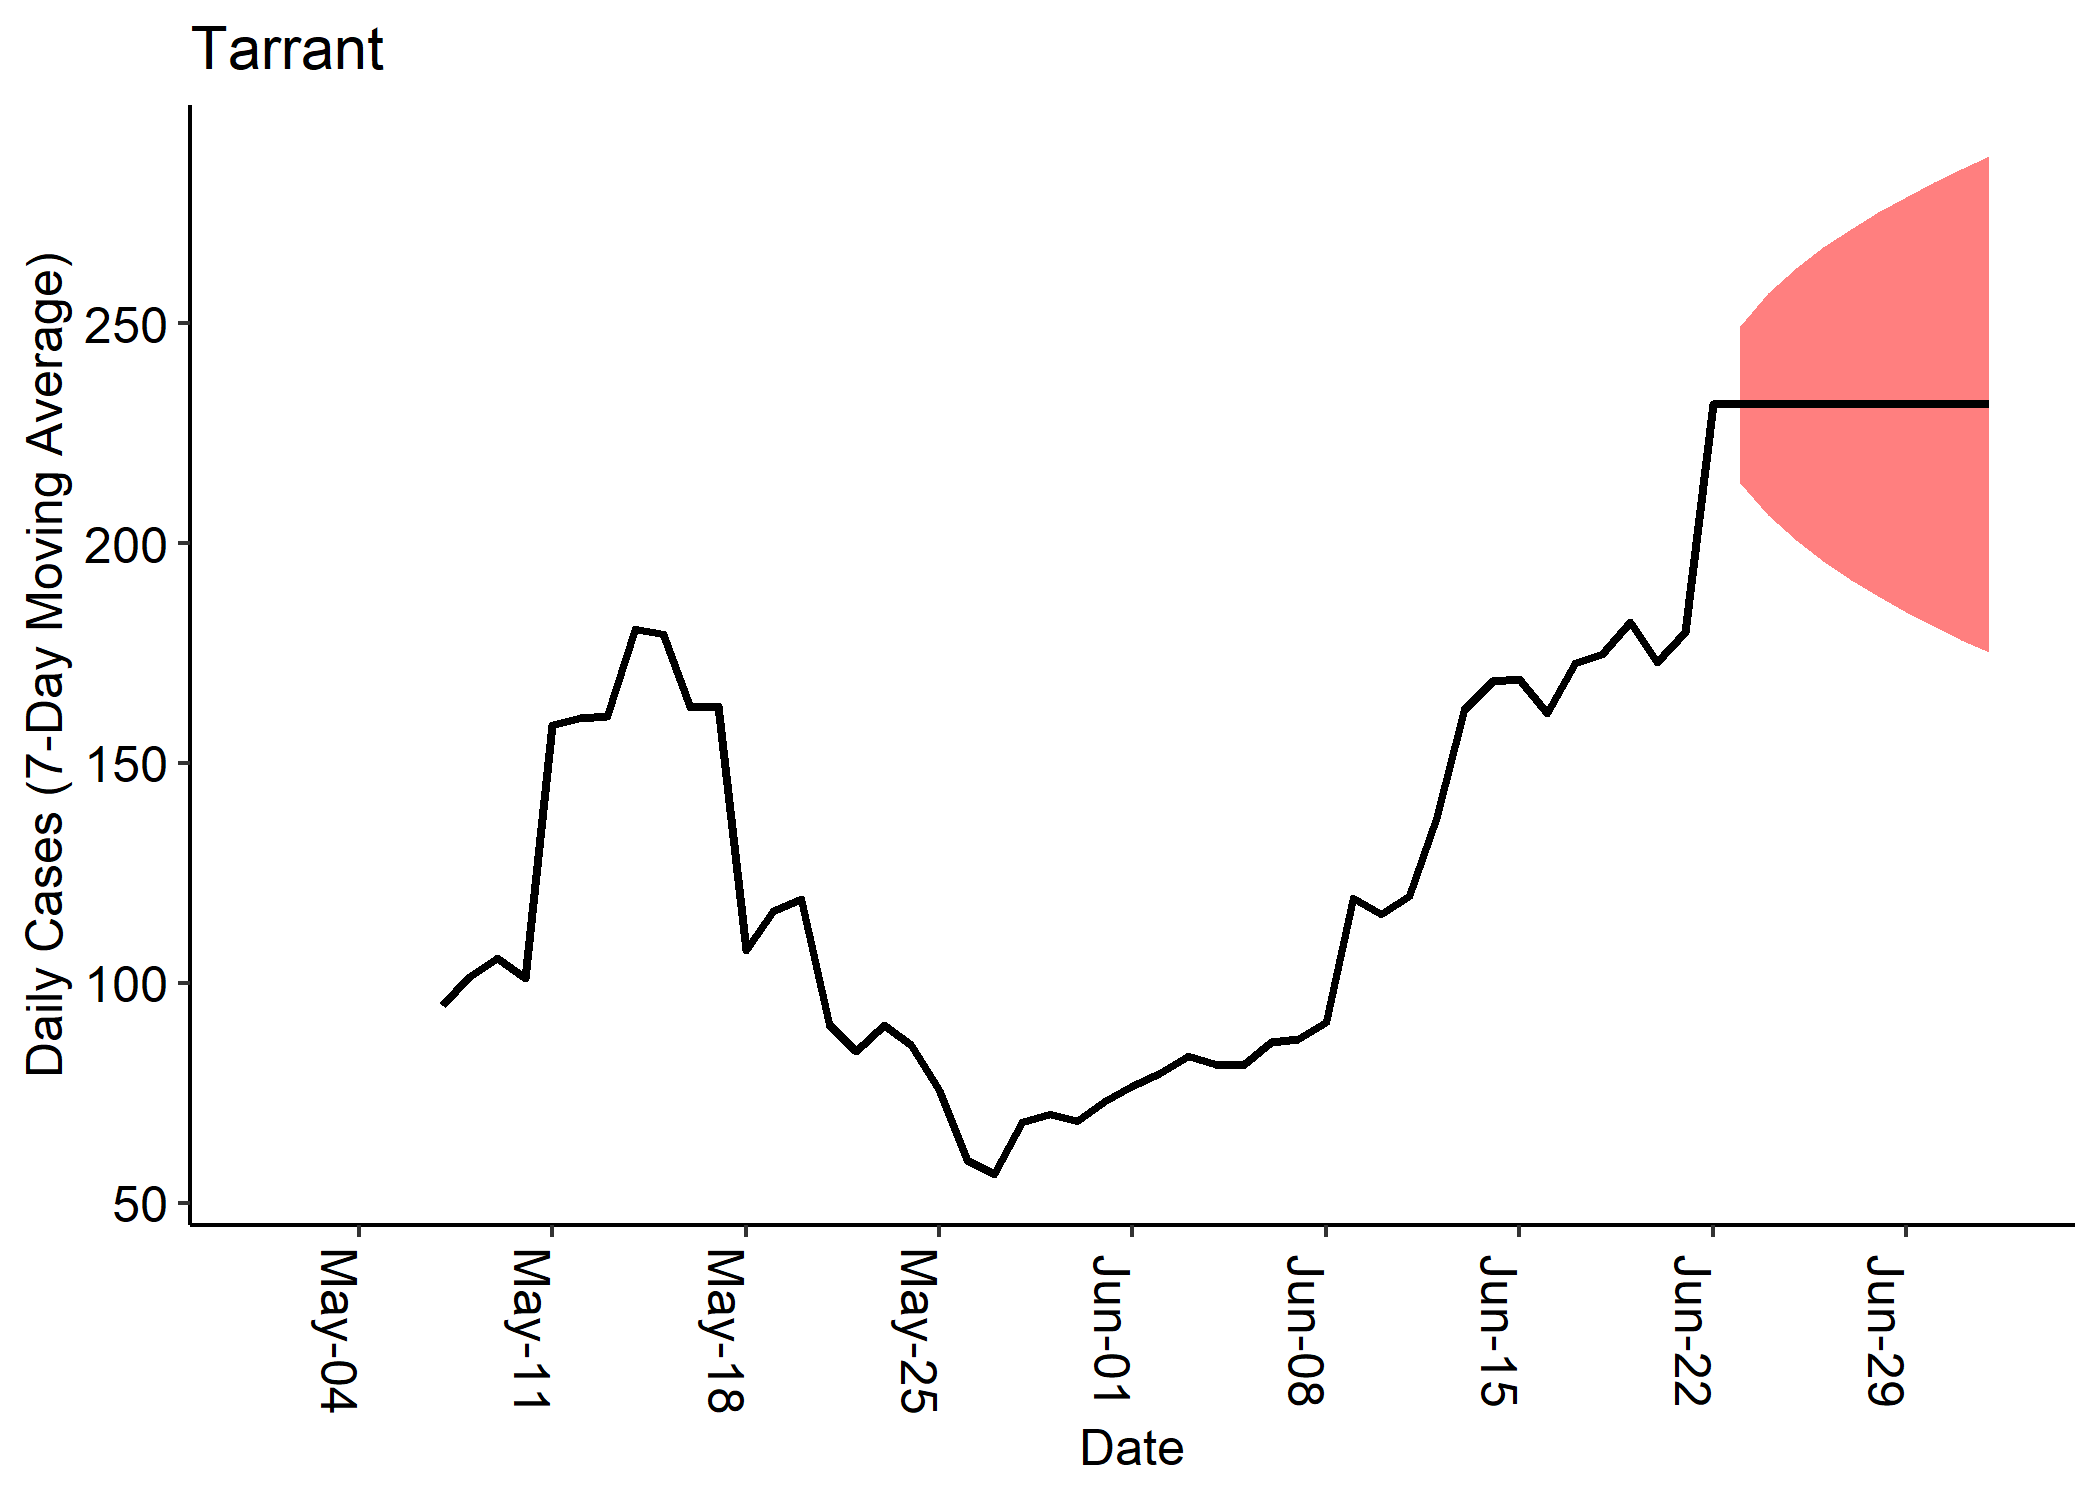 Tarrant
Daily Cases (7-Day Moving Average)
250
200
150
100
50
May-04
May-11
May-18
May-25
Jun-01
Jun-08
Jun-15
Jun-22
Jun-29
Date